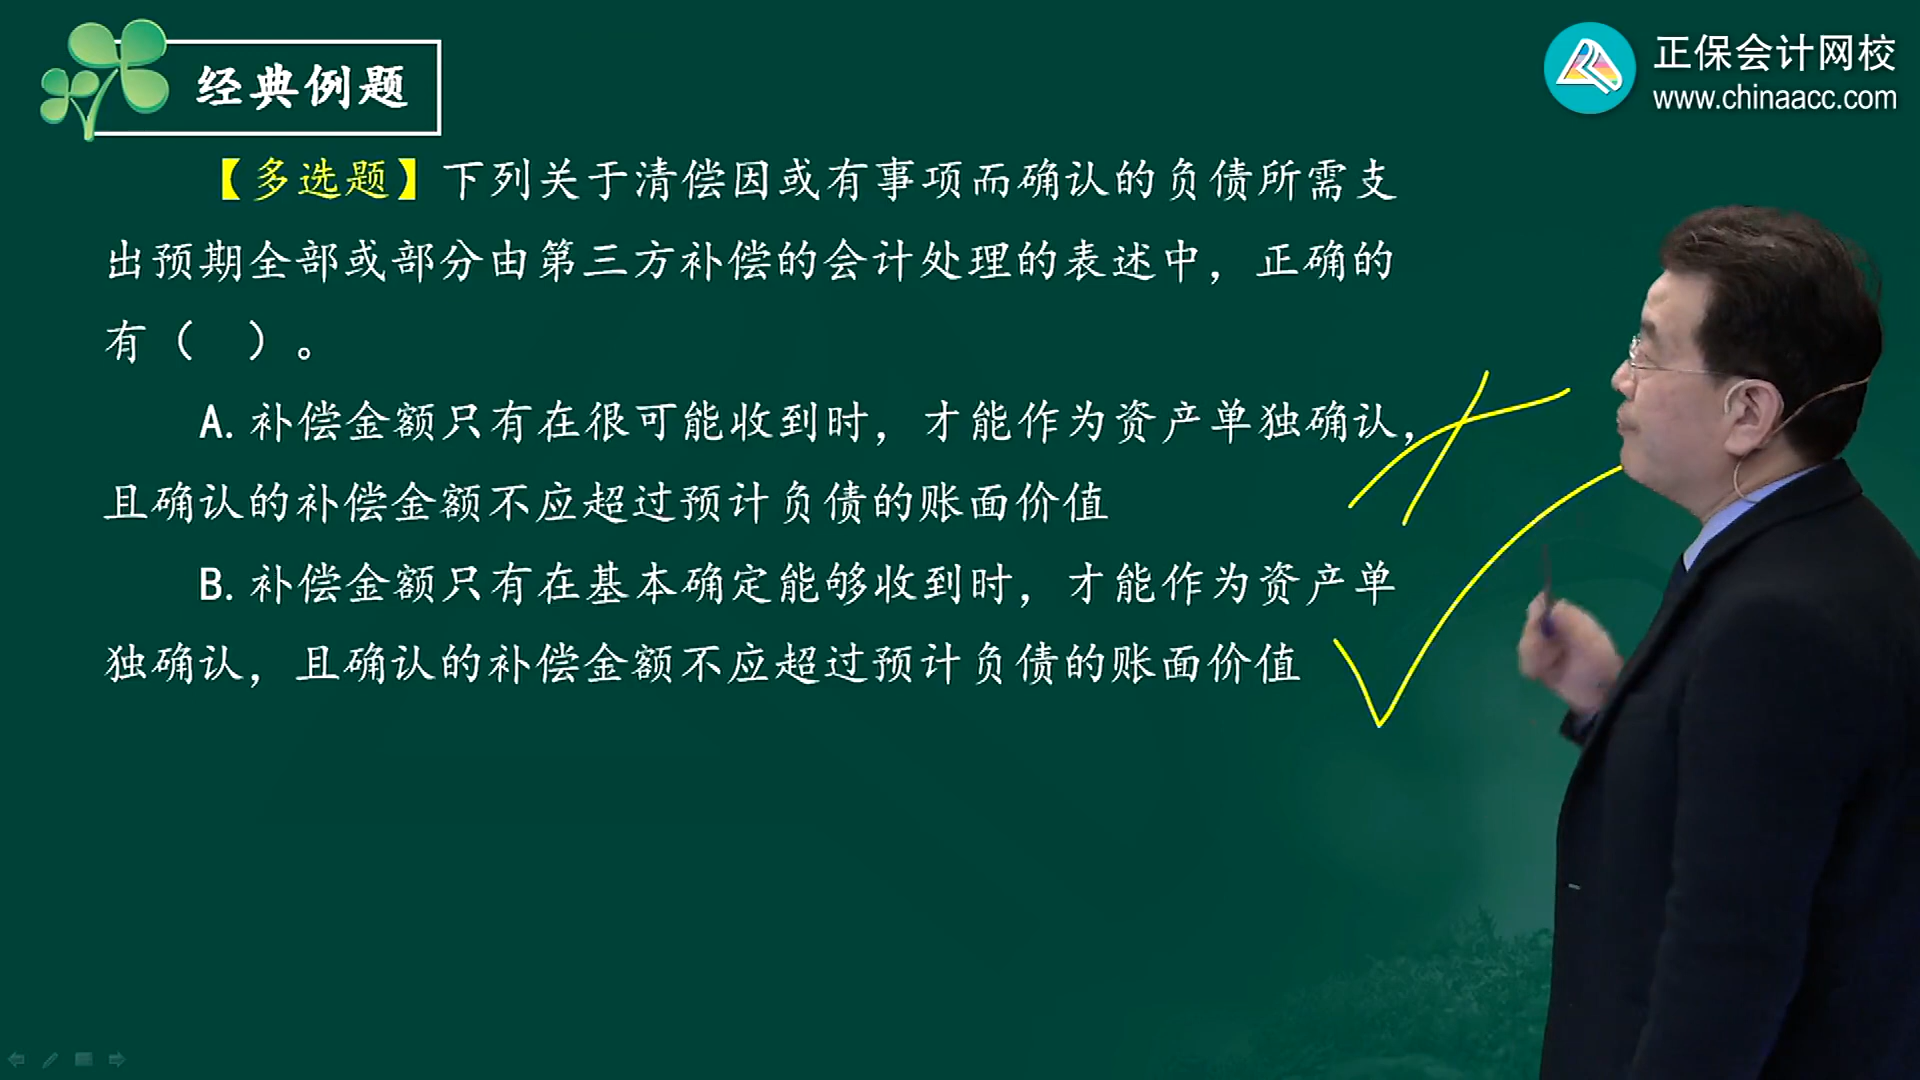 经典例题
正保会计网校
www.chinaacc.com
【多选题】下列关于清偿因或有事项而确认的负债所需支
出预期全部或部分由第三方补偿的会计处理的表述中，正确的
有（　）。
A.补偿金额只有在很可能收到时，才能作为资产单独确认，
且确认的补偿金额不应超过预计负债的账面价值
B.补偿金额只有在基本确定能够收到时，才能作为资产单
独确认，且确认的补偿金额不应超过预计负债的账面价值